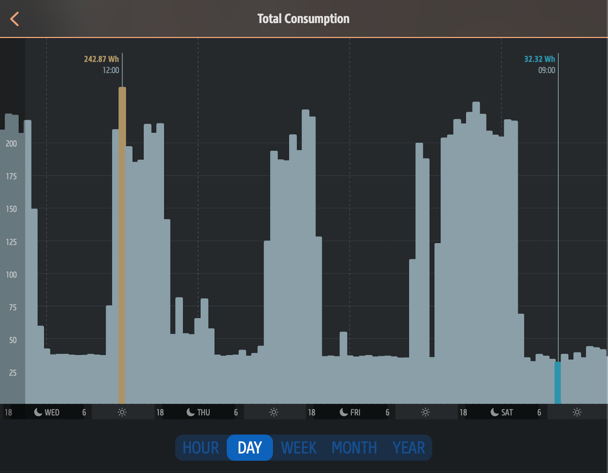 Total Consumption
242.87 Wh
12:00
32.32 Wh
09:00
200
175
150
125
100
75
50
25
18 WED 6 18 THU 6 18 FRI 6 18 SAT 6
HOUR DAY WEEK MONTH YEAR